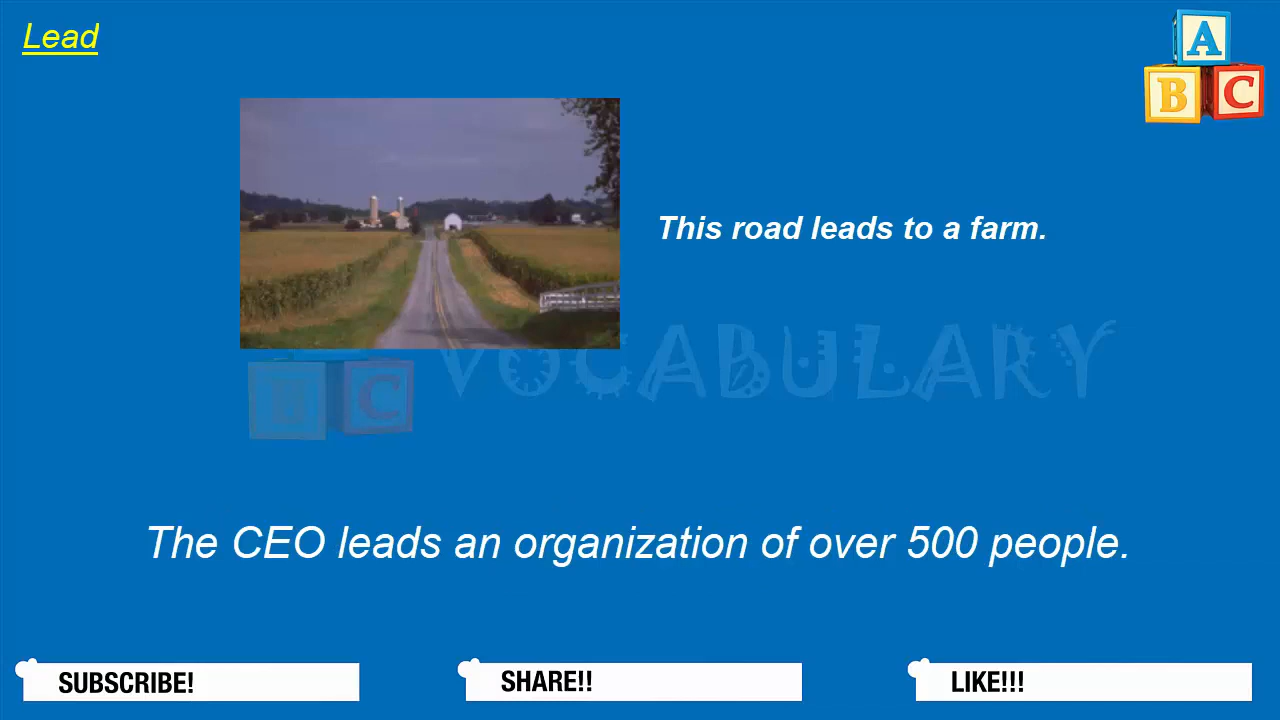 Lead
A
B C
This road leads to a farm.
VOCABULARY
B C
The CEO leads an organization of over 500 people.
SUBSCRIBE!
SHARE!!
LIKE!!!